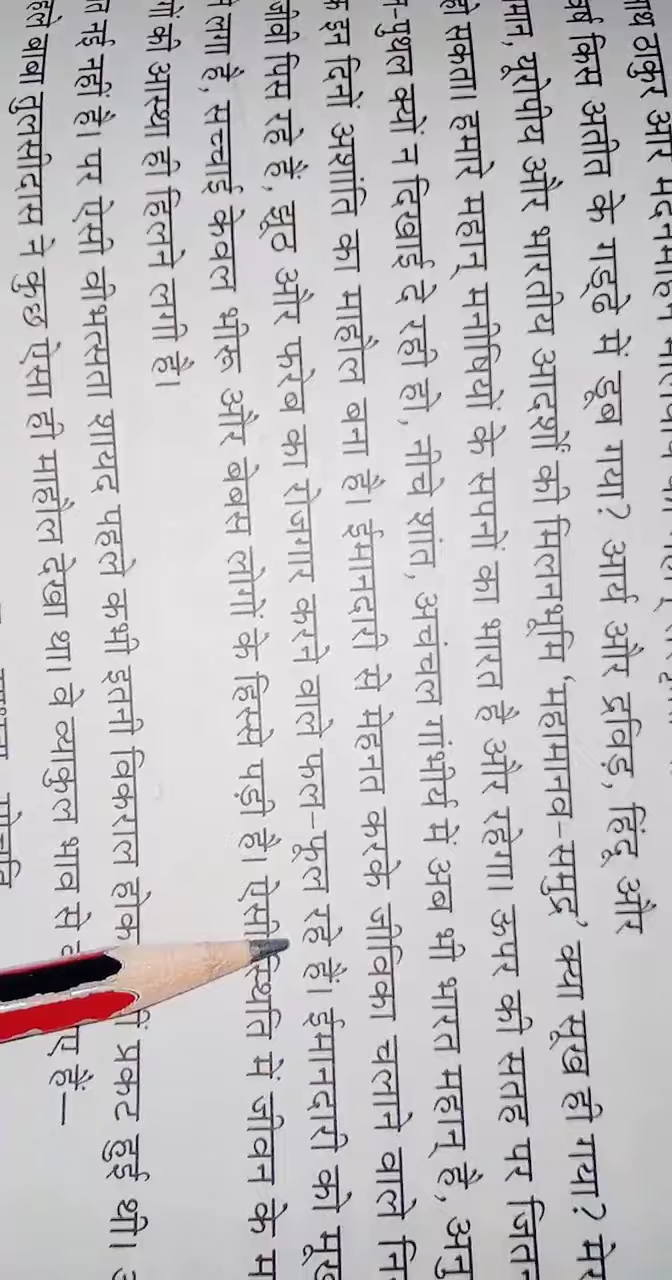 ठाकुर और मदनमोहन
किस अतीत के गड्ढे में डूब गया? आर्य और द्रविड़, हिंदू और
यूरोपीय और भारतीय आदर्शों की मिलनभूमि ‘महामानव-समुद्र’ क्या सूख ही गया?
सकता। हमारे महान् मनीषियों के सपनों का भारत है और रहेगा। ऊपर की सतह पर
क्यों न दिखाई दे रही हो, नीचे शांत, अचंचल गांभीर्य में अब भी भारत महान् है,
इन दिनों अशांति का माहौल बना है। ईमानदारी से मेहनत करके जीविका चलाने वाले
पिस रहे हैं, झूठ और फरेब का रोजगार करने वाले फल-फूल रहे हैं। ईमानदारी को
लगा है, सच्चाई केवल भीरु और बेबस लोगों के हिस्से पड़ी है। ऐसी स्थिति में जीवन के
की आस्था ही हिलने लगी है।
नई नहीं है। पर ऐसी वीभत्सता शायद पहले कभी इतनी विकराल प्रकट हुई थी।
बाबा तुलसीदास ने कुछ ऐसा ही माहौल देखा था। वे व्याकुल भाव से हैं—